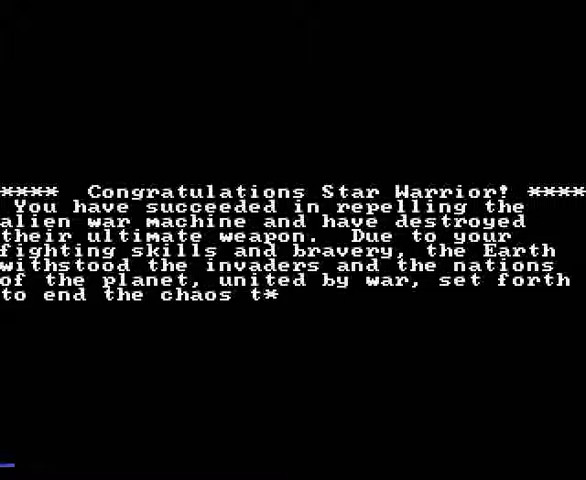 **** Congratulations Star Warrior! ****
You have succeeded in repelling the
alien war machine and have destroyed
their ultimate weapon. Due to your
fighting skills and bravery, the Earth
withstood the invaders and the nations
of the planet, united by war, set forth
to end the chaos t*